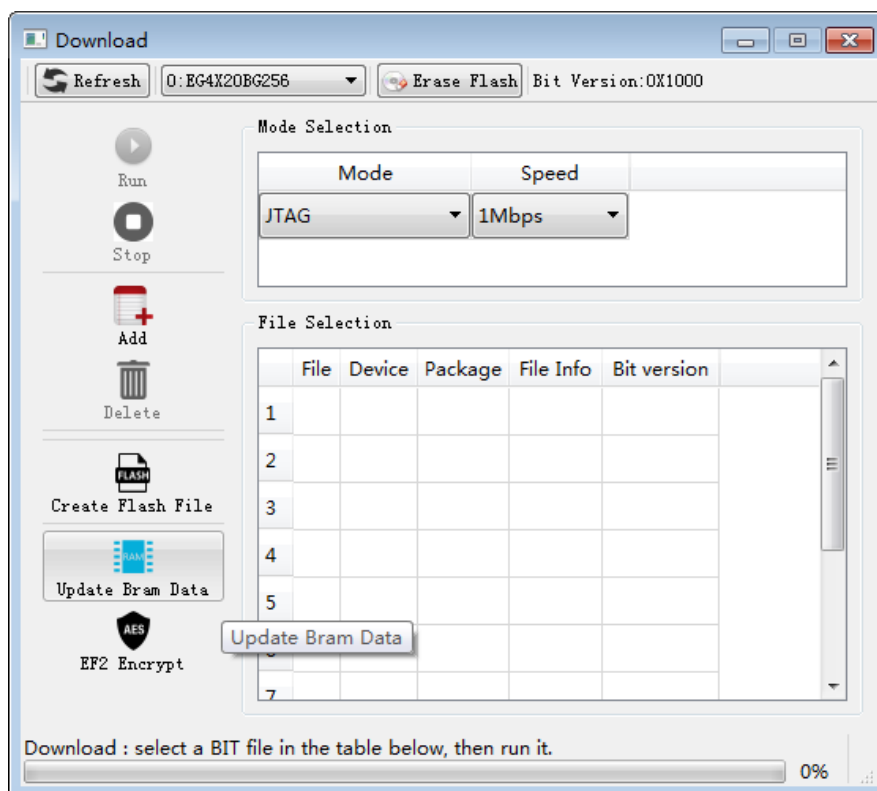 Download
Refresh 0:EG4X20BG256 Erase Flash Bit Version:0X1000
Run
Stop
Add
Delete
FLASH
Create Flash File
RAM
Update Bram Data
AES
EF2 Encrypt
Mode Selection
Mode Speed
JTAG 1Mbps
File Selection
File Device Package File Info Bit version
1
2
3
4
5
Update Bram Data
7
Download : select a BIT file in the table below, then run it.
0%